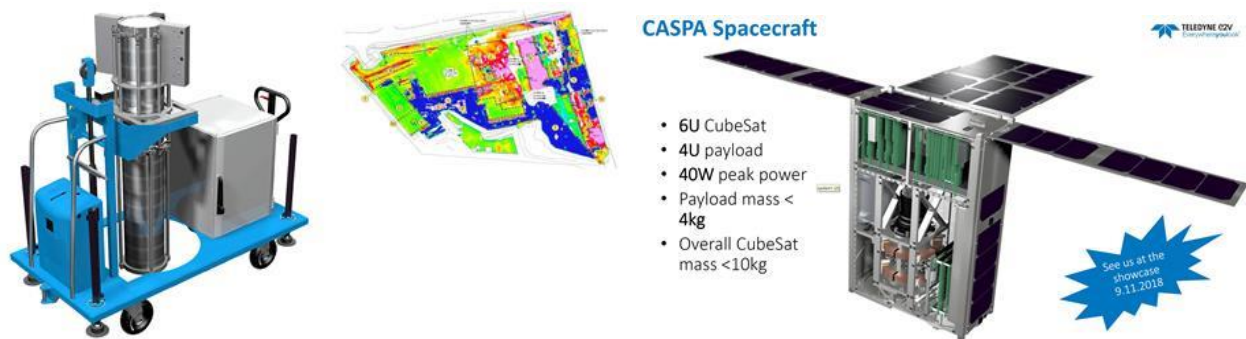 CASPA Spacecraft
TELEDYNE e2v
Everywhereyoulook
• 6U CubeSat
• 4U payload
• 40W peak power
• Payload mass <
4kg
• Overall CubeSat
mass <10kg
See us at the
showcase
9.11.2018